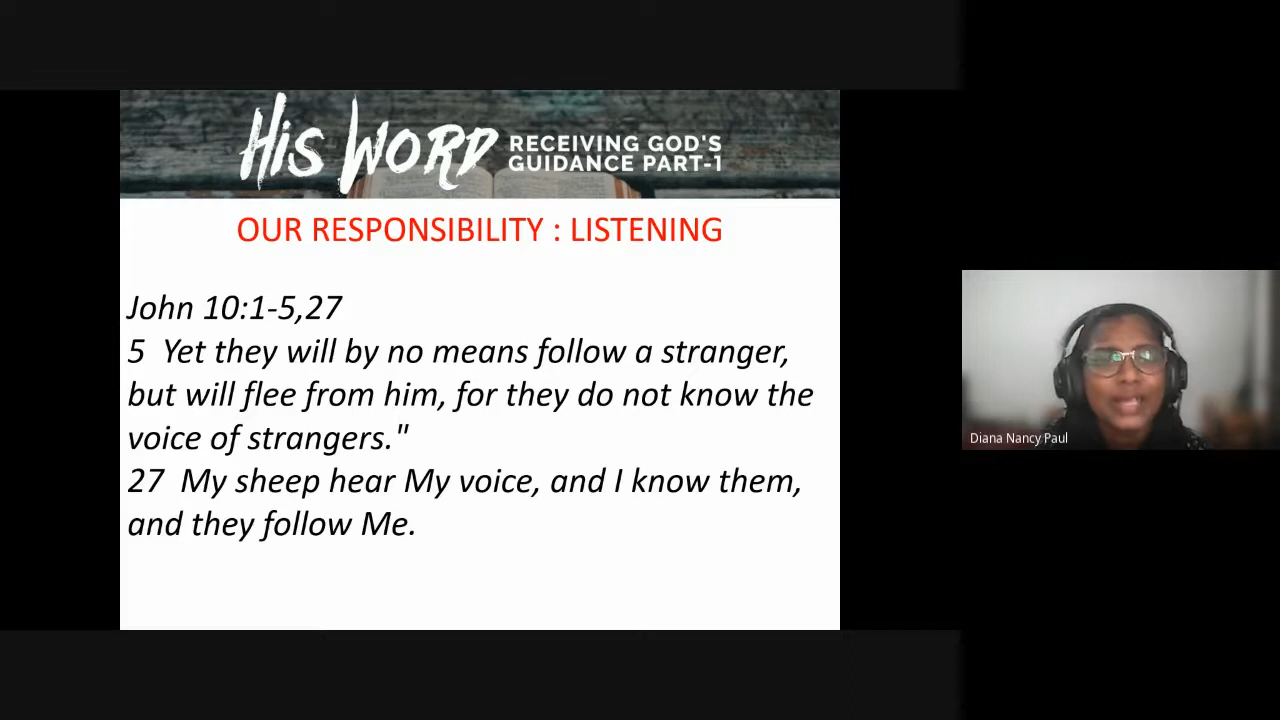 His Word RECEIVING GOD'S
GUIDANCE PART-1
OUR RESPONSIBILITY : LISTENING
John 10:1-5,27
5 Yet they will by no means follow a stranger,
but will flee from him, for they do not know the
voice of strangers."
27 My sheep hear My voice, and I know them,
and they follow Me.
Diana Nancy Paul